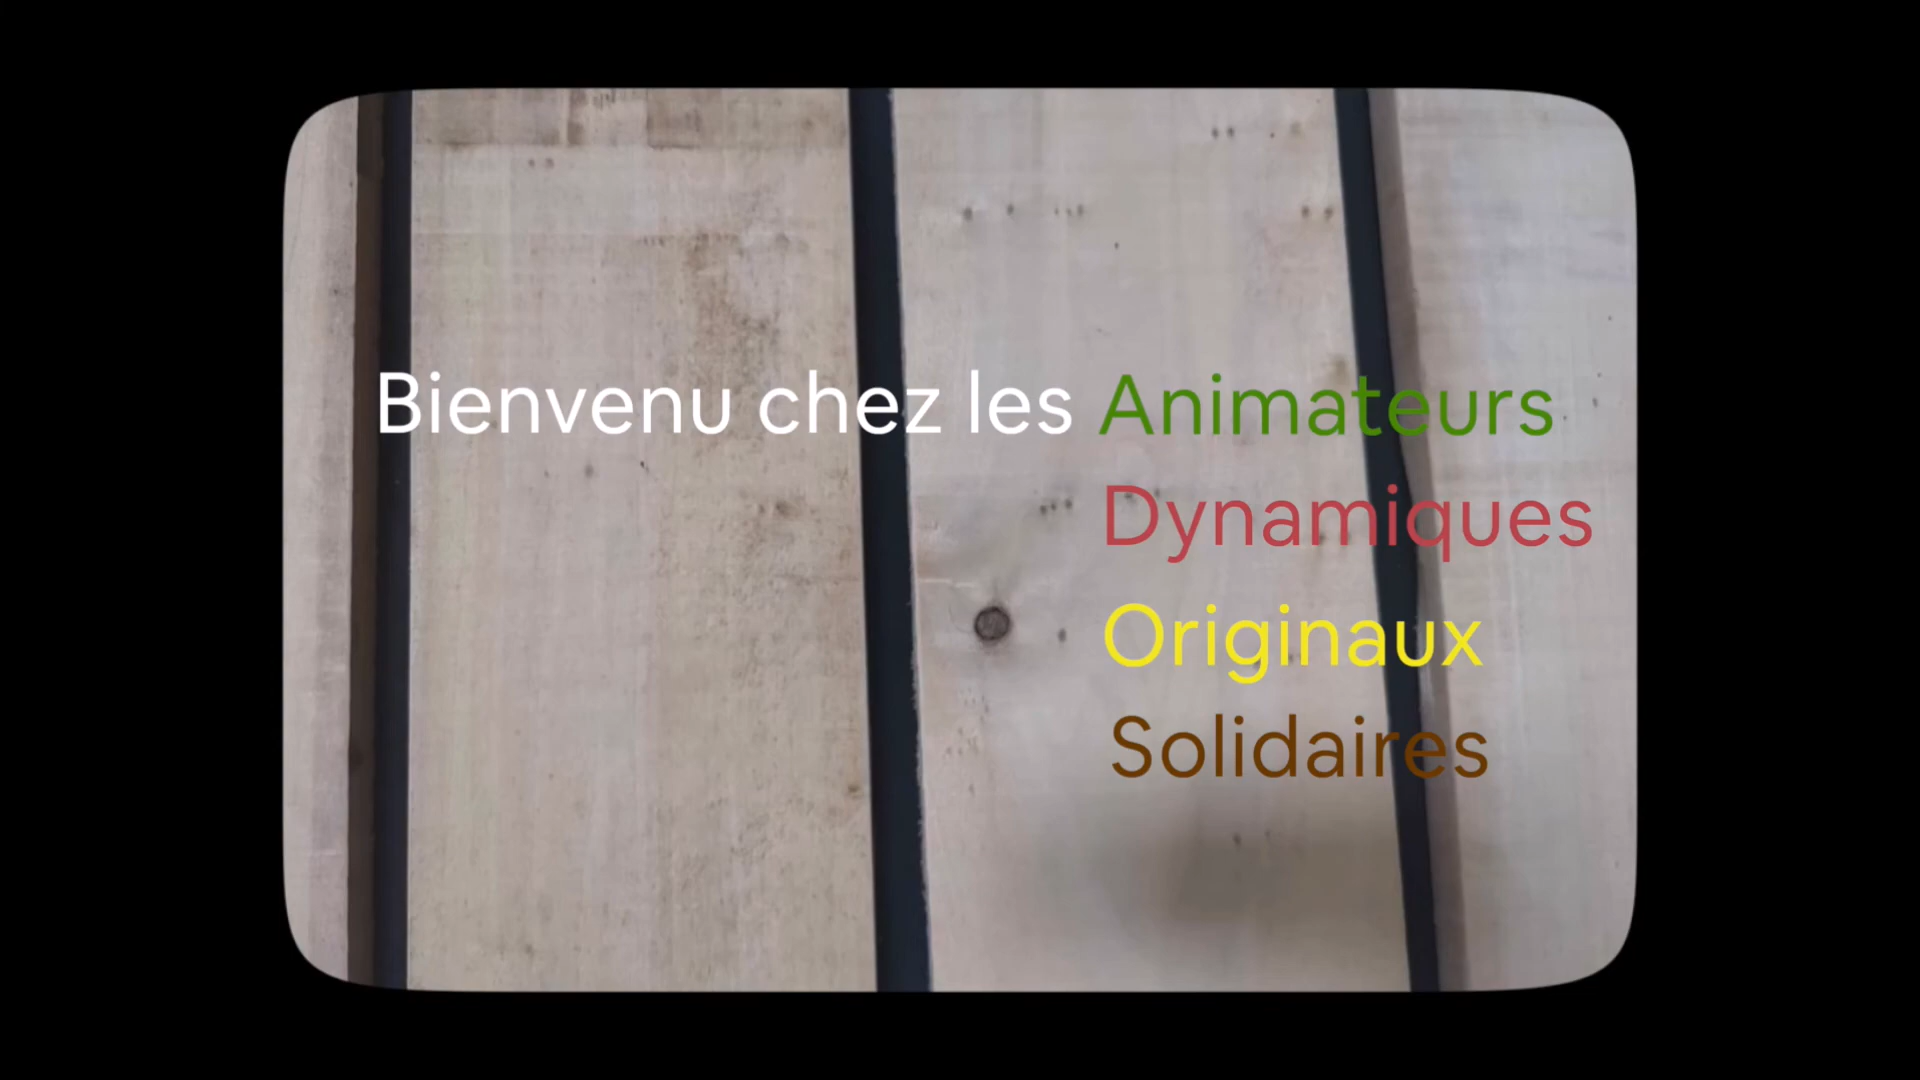 Bienvenu chez les Animateurs
Dynamiques
Originaux
Solidaires